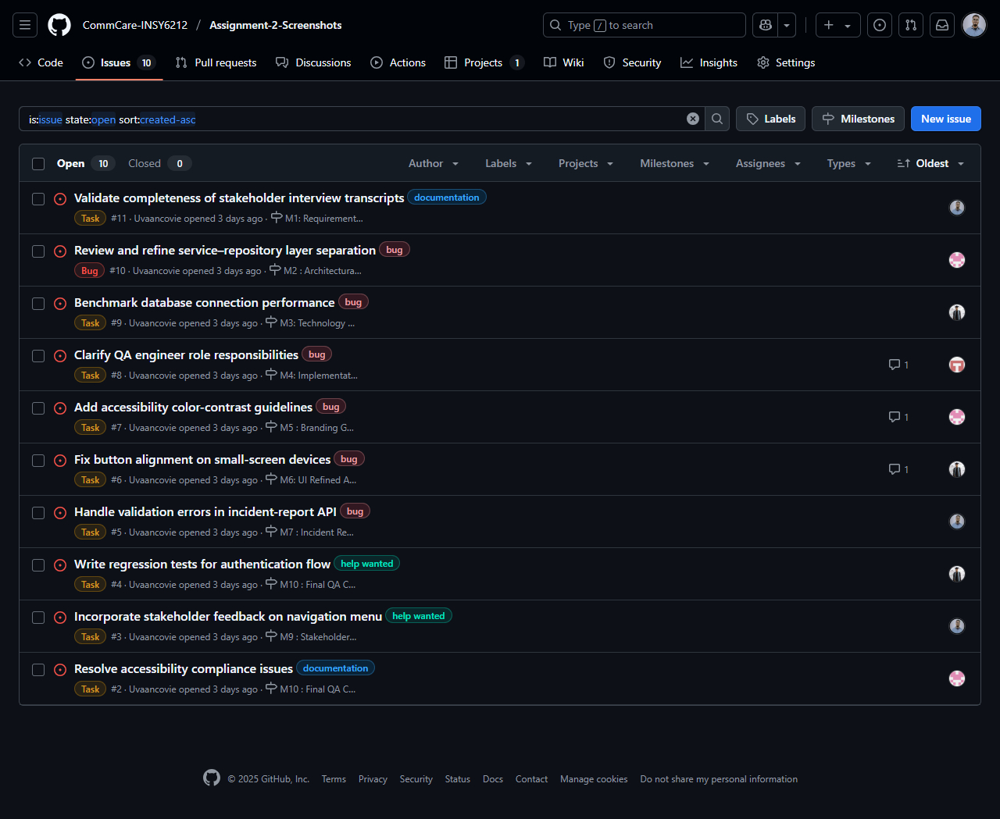 CommCare-INSY6212 / Assignment-2-Screenshots
Type / to search
Code
Issues 10
Pull requests
Discussions
Actions
Projects 1
Wiki
Security
Insights
Settings
is:issue state:open sort:created-asc
Labels
Milestones
New issue
Open 10 Closed 0
Author Labels Projects Milestones Assignees Types Oldest
Validate completeness of stakeholder interview transcripts documentation
Task #11 · Uvaancovie opened 3 days ago · M1: Requirement...
Review and refine service–repository layer separation bug
Bug #10 · Uvaancovie opened 3 days ago · M2 : Architectura...
Benchmark database connection performance bug
Task #9 · Uvaancovie opened 3 days ago · M3: Technology ...
Clarify QA engineer role responsibilities bug
1
Task #8 · Uvaancovie opened 3 days ago · M4: Implementat...
Add accessibility color-contrast guidelines bug
1
Task #7 · Uvaancovie opened 3 days ago · M5 : Branding G...
Fix button alignment on small-screen devices bug
1
Task #6 · Uvaancovie opened 3 days ago · M6: UI Refined A...
Handle validation errors in incident-report API bug
Task #5 · Uvaancovie opened 3 days ago · M7 : Incident Re...
Write regression tests for authentication flow help wanted
Task #4 · Uvaancovie opened 3 days ago · M10 : Final QA C...
Incorporate stakeholder feedback on navigation menu help wanted
Task #3 · Uvaancovie opened 3 days ago · M9 : Stakeholder...
Resolve accessibility compliance issues documentation
Task #2 · Uvaancovie opened 3 days ago · M10 : Final QA C...
© 2025 GitHub, Inc. Terms Privacy Security Status Docs Contact Manage cookies Do not share my personal information